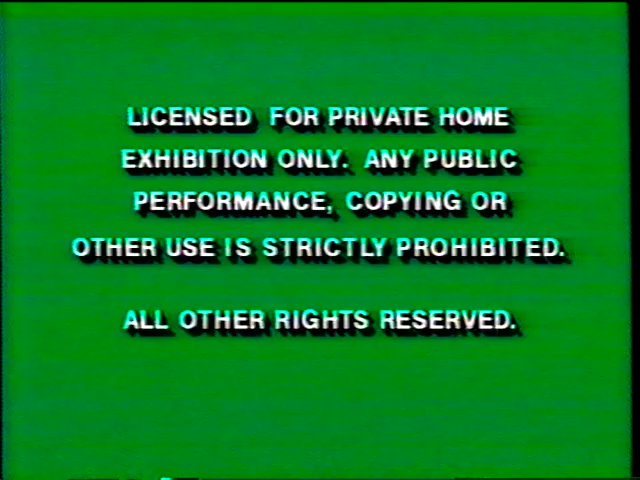 LICENSED FOR PRIVATE HOME
EXHIBITION ONLY. ANY PUBLIC
PERFORMANCE, COPYING OR
OTHER USE IS STRICTLY PROHIBITED.
ALL OTHER RIGHTS RESERVED.